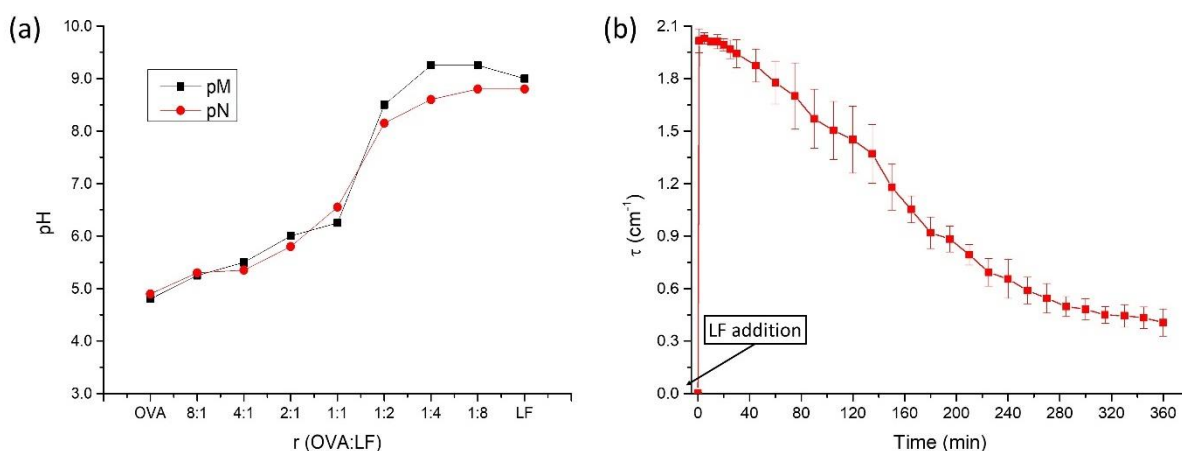 (a)
10.0
9.0
8.0
7.0
6.0
5.0
4.0
3.0
pH
pM
pN
OVA 8:1 4:1 2:1 1:1 1:2 1:4 1:8 LF
r (OVA:LF)
(b)
2.1
1.8
1.5
1.2
0.9
0.6
0.3
0.0
τ (cm⁻¹)
LF addition
0 40 80 120 160 200 240 280 320 360
Time (min)